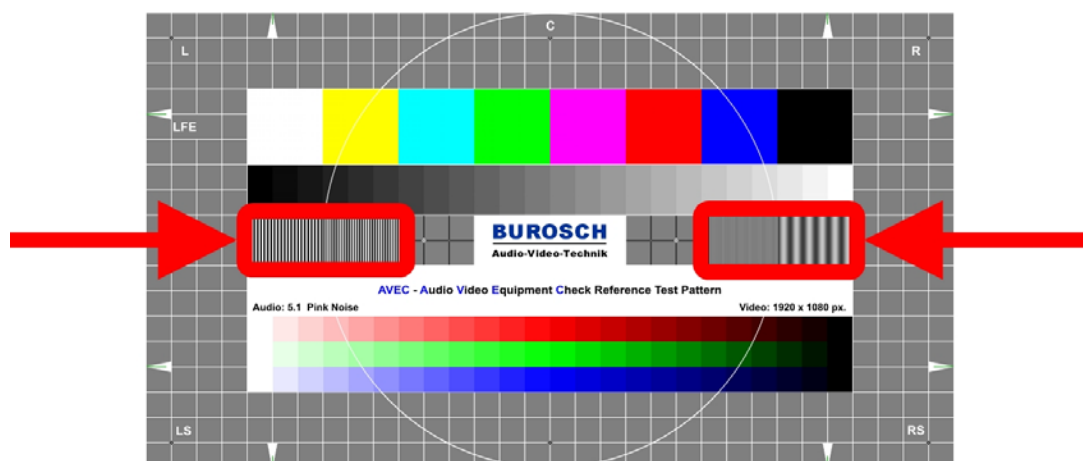 C
L
R
LFE
BUROSCH
Audio-Video-Technik
AVEC - Audio Video Equipment Check Reference Test Pattern
Audio: 5.1 Pink Noise
Video: 1920 x 1080 px.
LS
RS